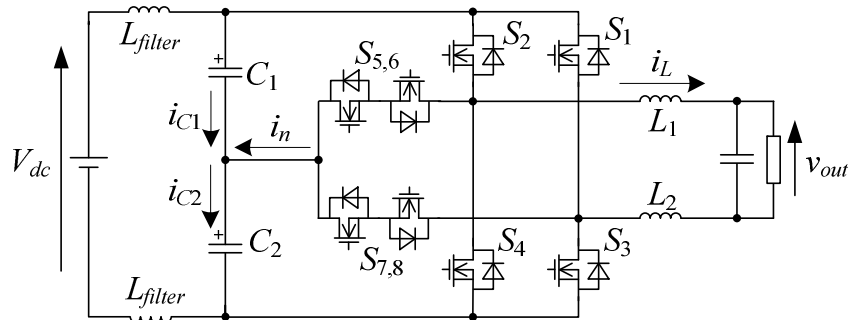 L_filter
S_2
S_1
S_5,6
i_L
+
C_1
i_C1
L_1
i_n
V_dc
v_out
i_C2
L_2
+
C_2
S_7,8
S_4
S_3
L_filter